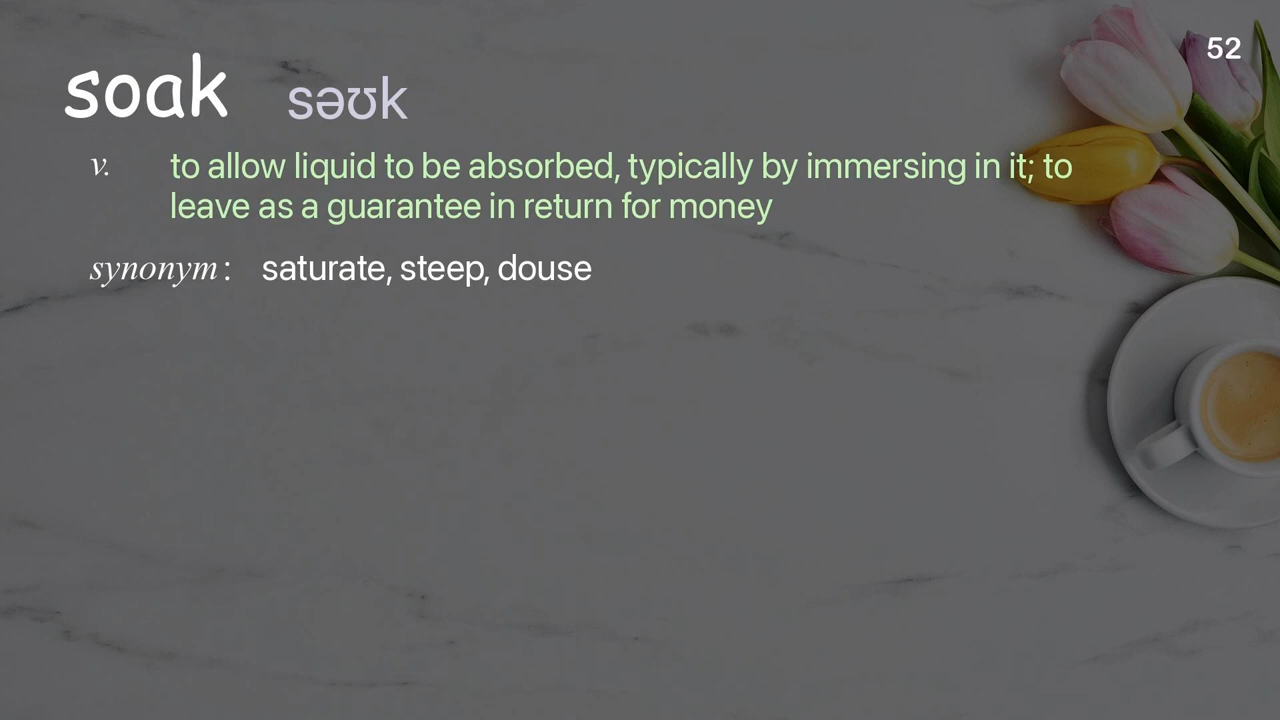 52
soak səʊk
v. to allow liquid to be absorbed, typically by immersing in it; to
leave as a guarantee in return for money
synonym : saturate, steep, douse